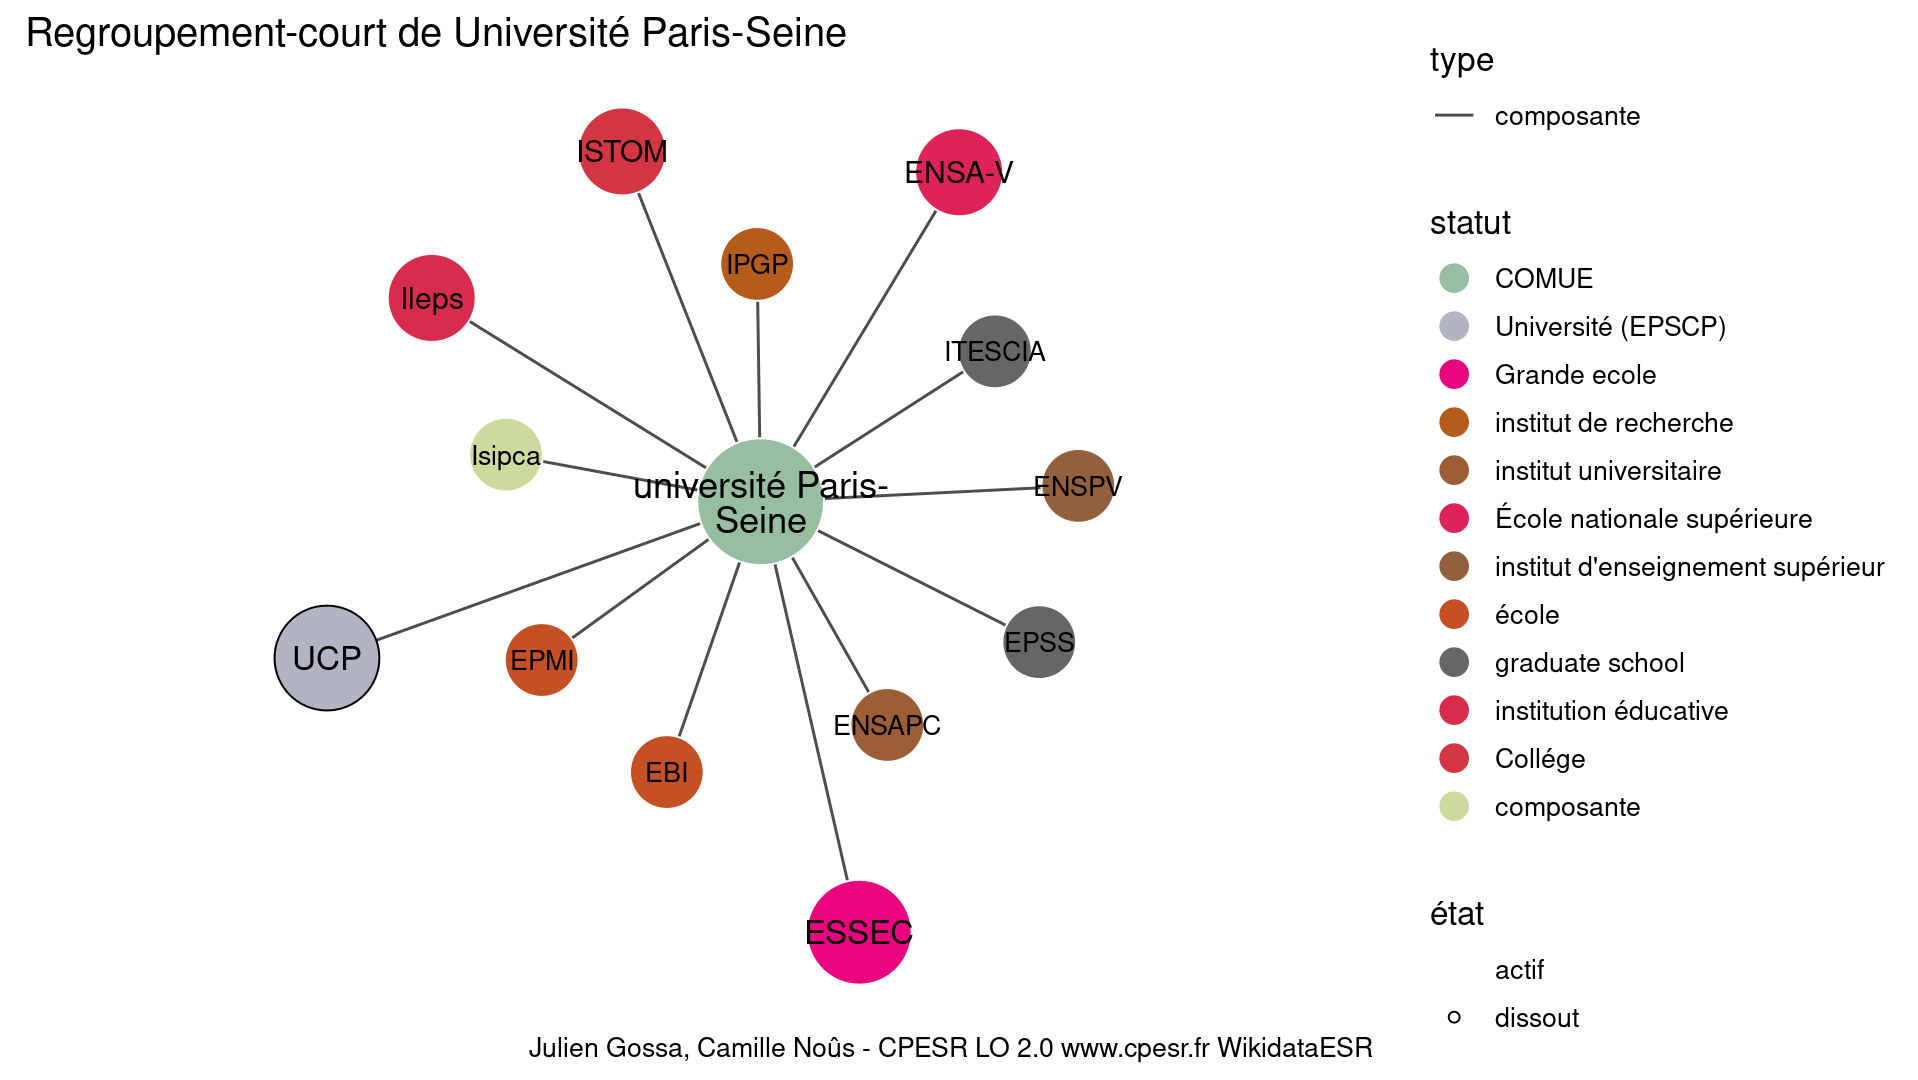 Regroupement-court de Université Paris-Seine
ISTOM
ENSA-V
IPGP
Ileps
ITESCIA
Isipca
université Paris-
Seine
ENSPV
UCP
EPMI
EPSS
ENSAPC
EBI
ESSEC
type
composante
statut
COMUE
Université (EPSCP)
Grande ecole
institut de recherche
institut universitaire
École nationale supérieure
institut d'enseignement supérieur
école
graduate school
institution éducative
Collége
composante
état
actif
dissout
Julien Gossa, Camille Noûs - CPESR LO 2.0 www.cpesr.fr WikidataESR